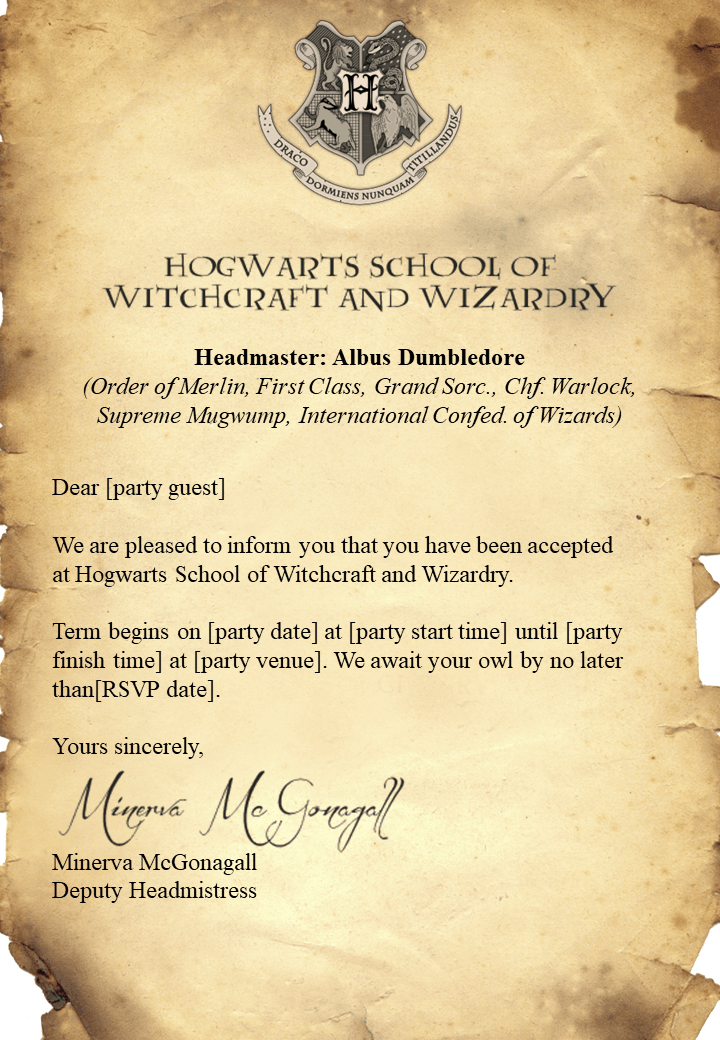 H
DRACO
DORMIENS NUNQUAM
TITILLANDUS
HOGWARTS SCHOOL OF
WITCHCRAFT AND WIZARDRY
Headmaster: Albus Dumbledore
(Order of Merlin, First Class, Grand Sorc., Chf. Warlock,
Supreme Mugwump, International Confed. of Wizards)
Dear [party guest]
We are pleased to inform you that you have been accepted
at Hogwarts School of Witchcraft and Wizardry.
Term begins on [party date] at [party start time] until [party
finish time] at [party venue]. We await your owl by no later
than[RSVP date].
Yours sincerely,
Minerva McGonagall
Minerva McGonagall
Deputy Headmistress